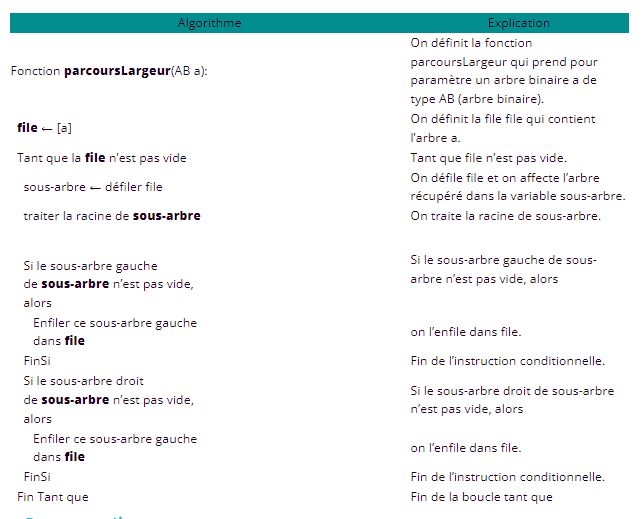 Algorithme
Explication
Fonction parcoursLargeur(AB a):
On définit la fonction
parcoursLargeur qui prend pour
paramètre un arbre binaire a de
type AB (arbre binaire).
file ← [a]
On définit la file file qui contient
l’arbre a.
Tant que la file n’est pas vide
Tant que file n’est pas vide.
sous-arbre ← défiler file
On défile file et on affecte l’arbre
récupéré dans la variable sous-arbre.
traiter la racine de sous-arbre
On traite la racine de sous-arbre.
Si le sous-arbre gauche
de sous-arbre n’est pas vide,
alors
Si le sous-arbre gauche de sous-
arbre n’est pas vide, alors
Enfiler ce sous-arbre gauche
dans file
on l’enfile dans file.
FinSi
Fin de l’instruction conditionnelle.
Si le sous-arbre droit
de sous-arbre n’est pas vide,
alors
Si le sous-arbre droit de sous-arbre
n’est pas vide, alors
Enfiler ce sous-arbre gauche
dans file
on l’enfile dans file.
FinSi
Fin de l’instruction conditionnelle.
Fin Tant que
Fin de la boucle tant que